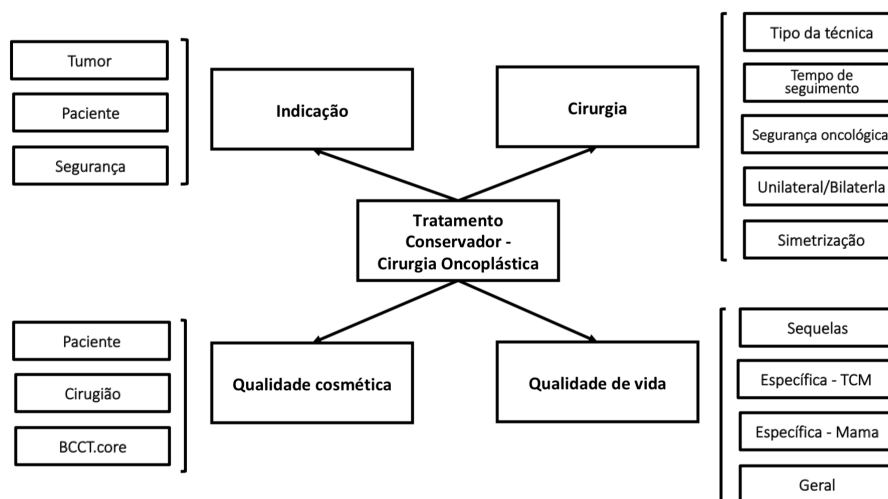 Tumor
Paciente
Segurança
Indicação
Cirurgia
Tipo da técnica
Tempo de
seguimento
Segurança oncológica
Unilateral/Bilaterla
Simetrização
Tratamento
Conservador -
Cirurgia Oncoplástica
Paciente
Cirugião
BCCT.core
Qualidade cosmética
Qualidade de vida
Sequelas
Específica - TCM
Específica - Mama
Geral